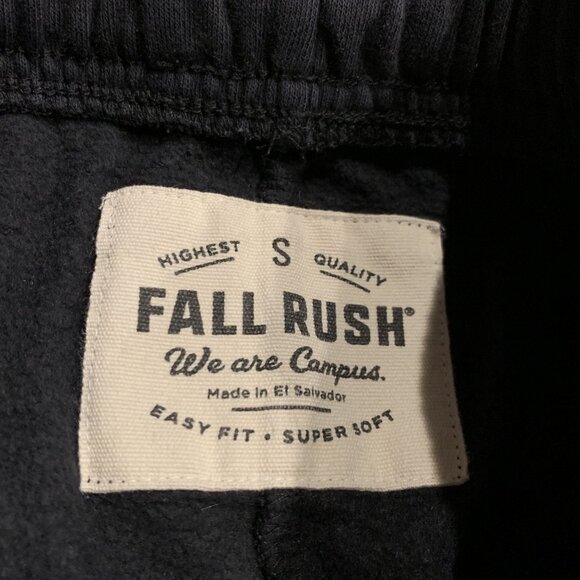 HIGHEST S QUALITY
FALL RUSH®
We are Campus.
Made in El Salvador
EASY FIT • SUPER SOFT